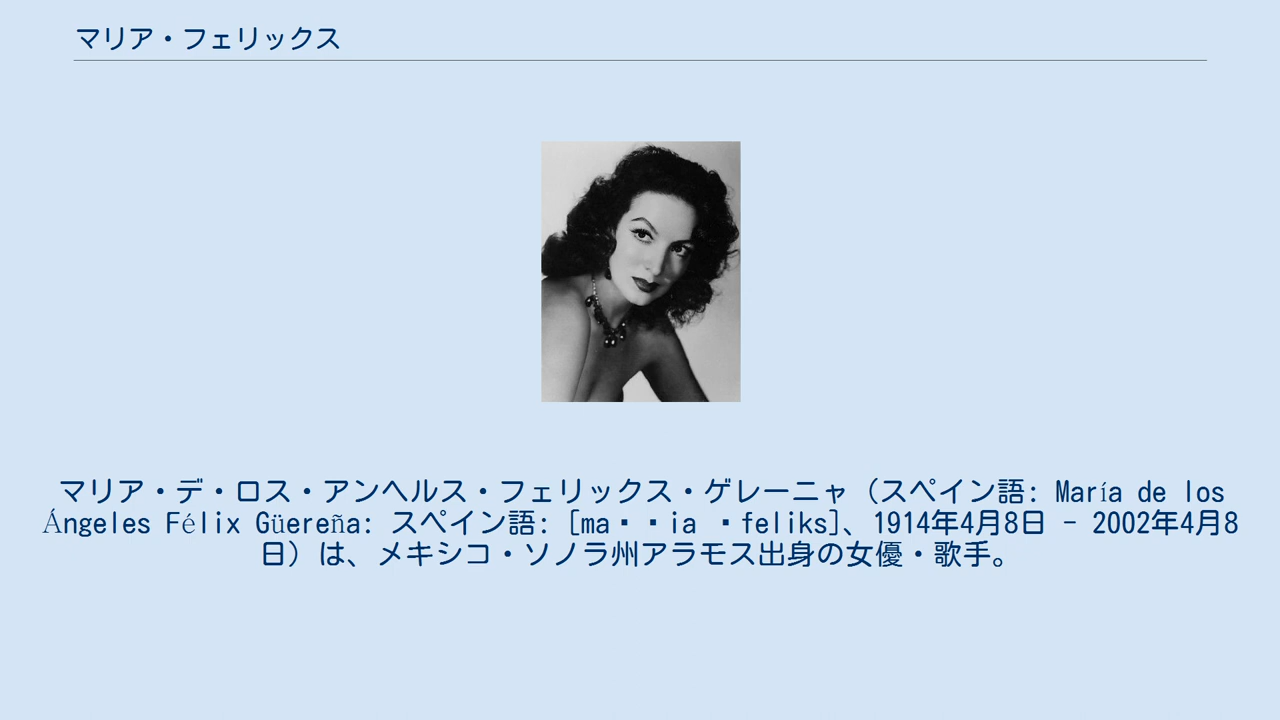 マリア・フェリックス
マリア・デ・ロス・アンヘルス・フェリックス・ゲレーニャ（スペイン語: María de los
Ángeles Félix Güereña: スペイン語: [ma▪▪ia ▪feliks]、1914年4月8日 - 2002年4月8
日）は、メキシコ・ソノラ州アラモス出身の女優・歌手。